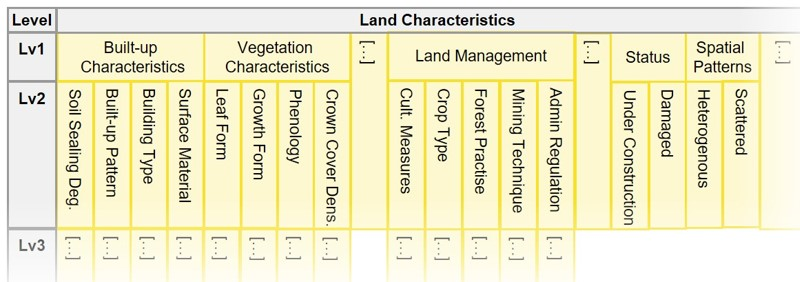 Level Land Characteristics
Lv1 Built-up Characteristics Vegetation Characteristics [...] Land Management [...] Status Spatial Patterns [...]
Lv2 Soil Sealing Deg. Built-up Pattern Building Type Surface Material Leaf Form Growth Form Phenology Crown Cover Dens. Cult. Measures Crop Type Forest Practise Mining Technique Admin Regulation Under Construction Damaged Heterogenous Scattered
Lv3 [...] [...] [...] [...] [...] [...] [...] [...] [...] [...] [...] [...] [...]